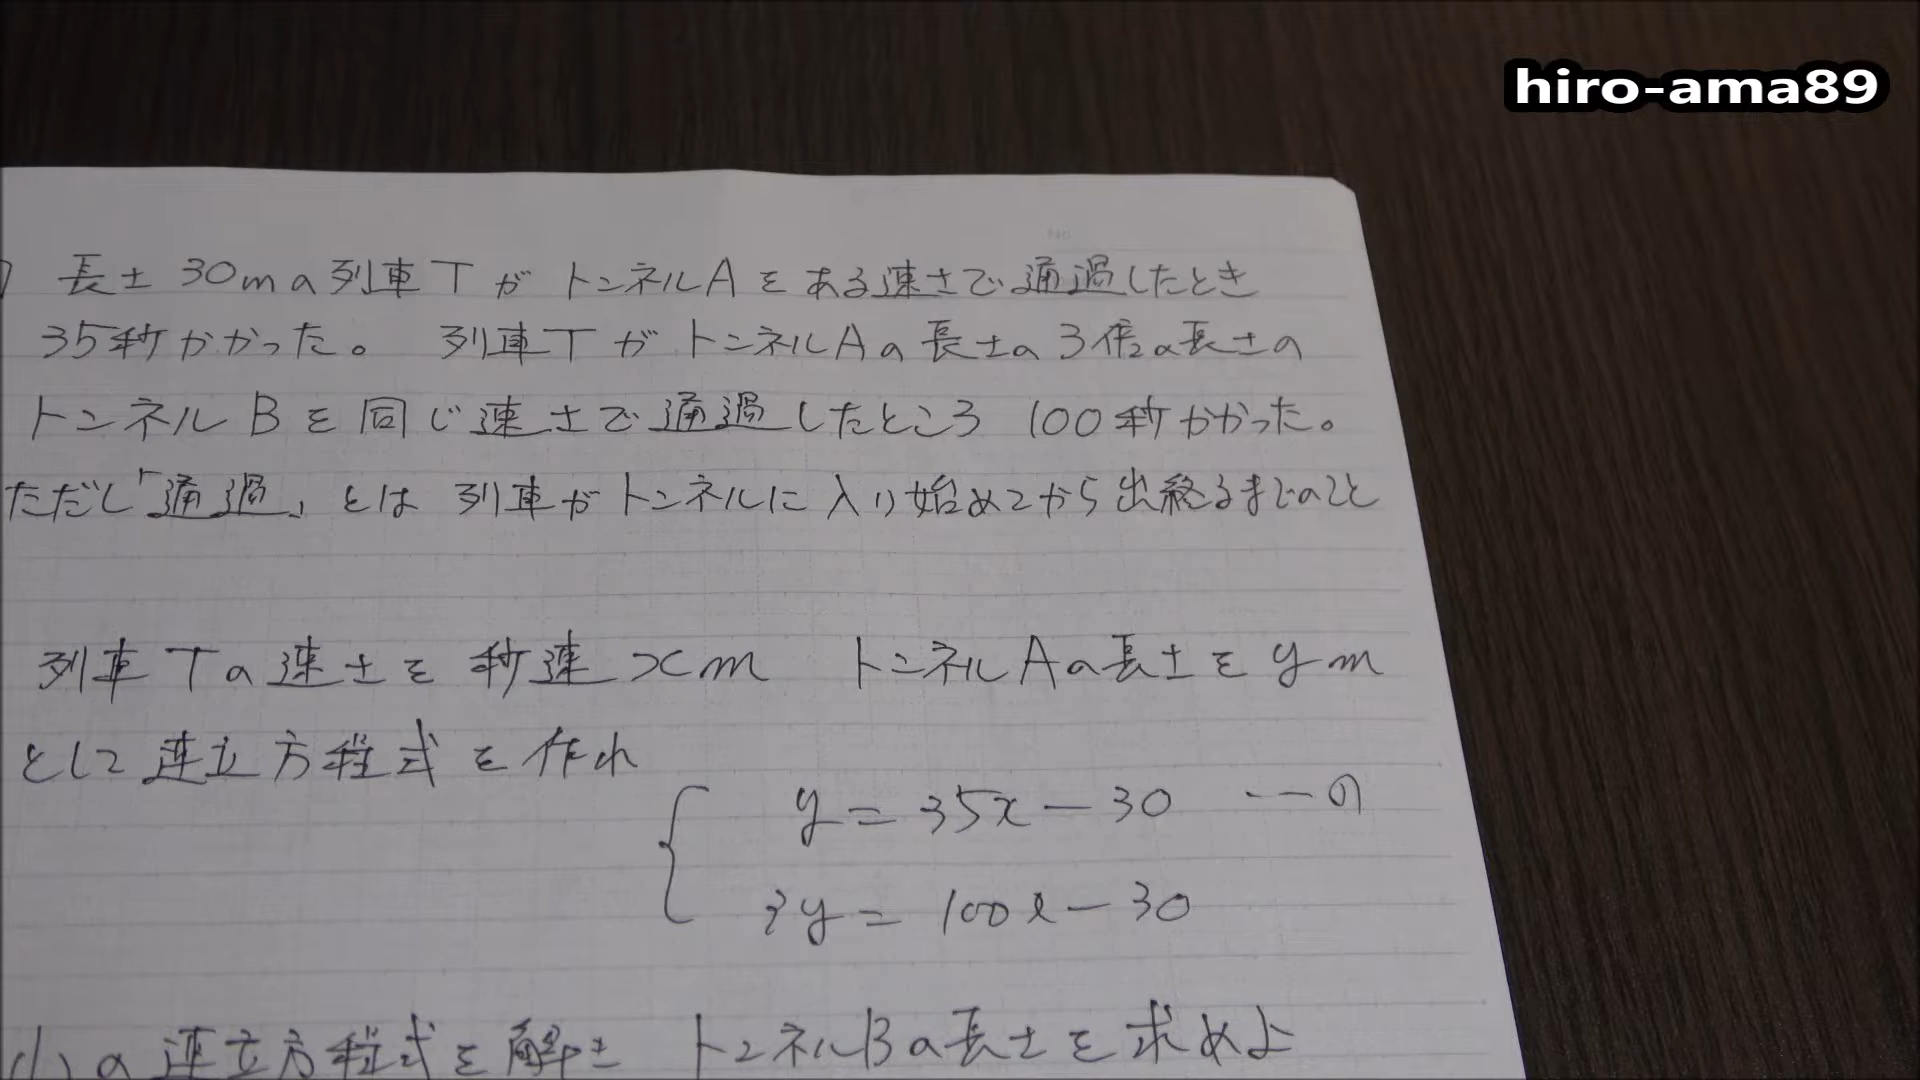 hiro-ama89
長さ 30mの列車TがトンネルAをある速さで通過したとき
35秒かかった。 列車TがトンネルAの長さの3倍の長さの
トンネルBを同じ速さで通過したところ 100秒かかった。
ただし「通過」とは 列車がトンネルに入り始めてから出終るまでのこと
列車Tの速さを 秒速xm トンネルAの長さをym
として連立方程式を作れ
y=35x-30 …①
3y=100x-30
(1)の連立方程式を解き トンネルBの長さを求めよ